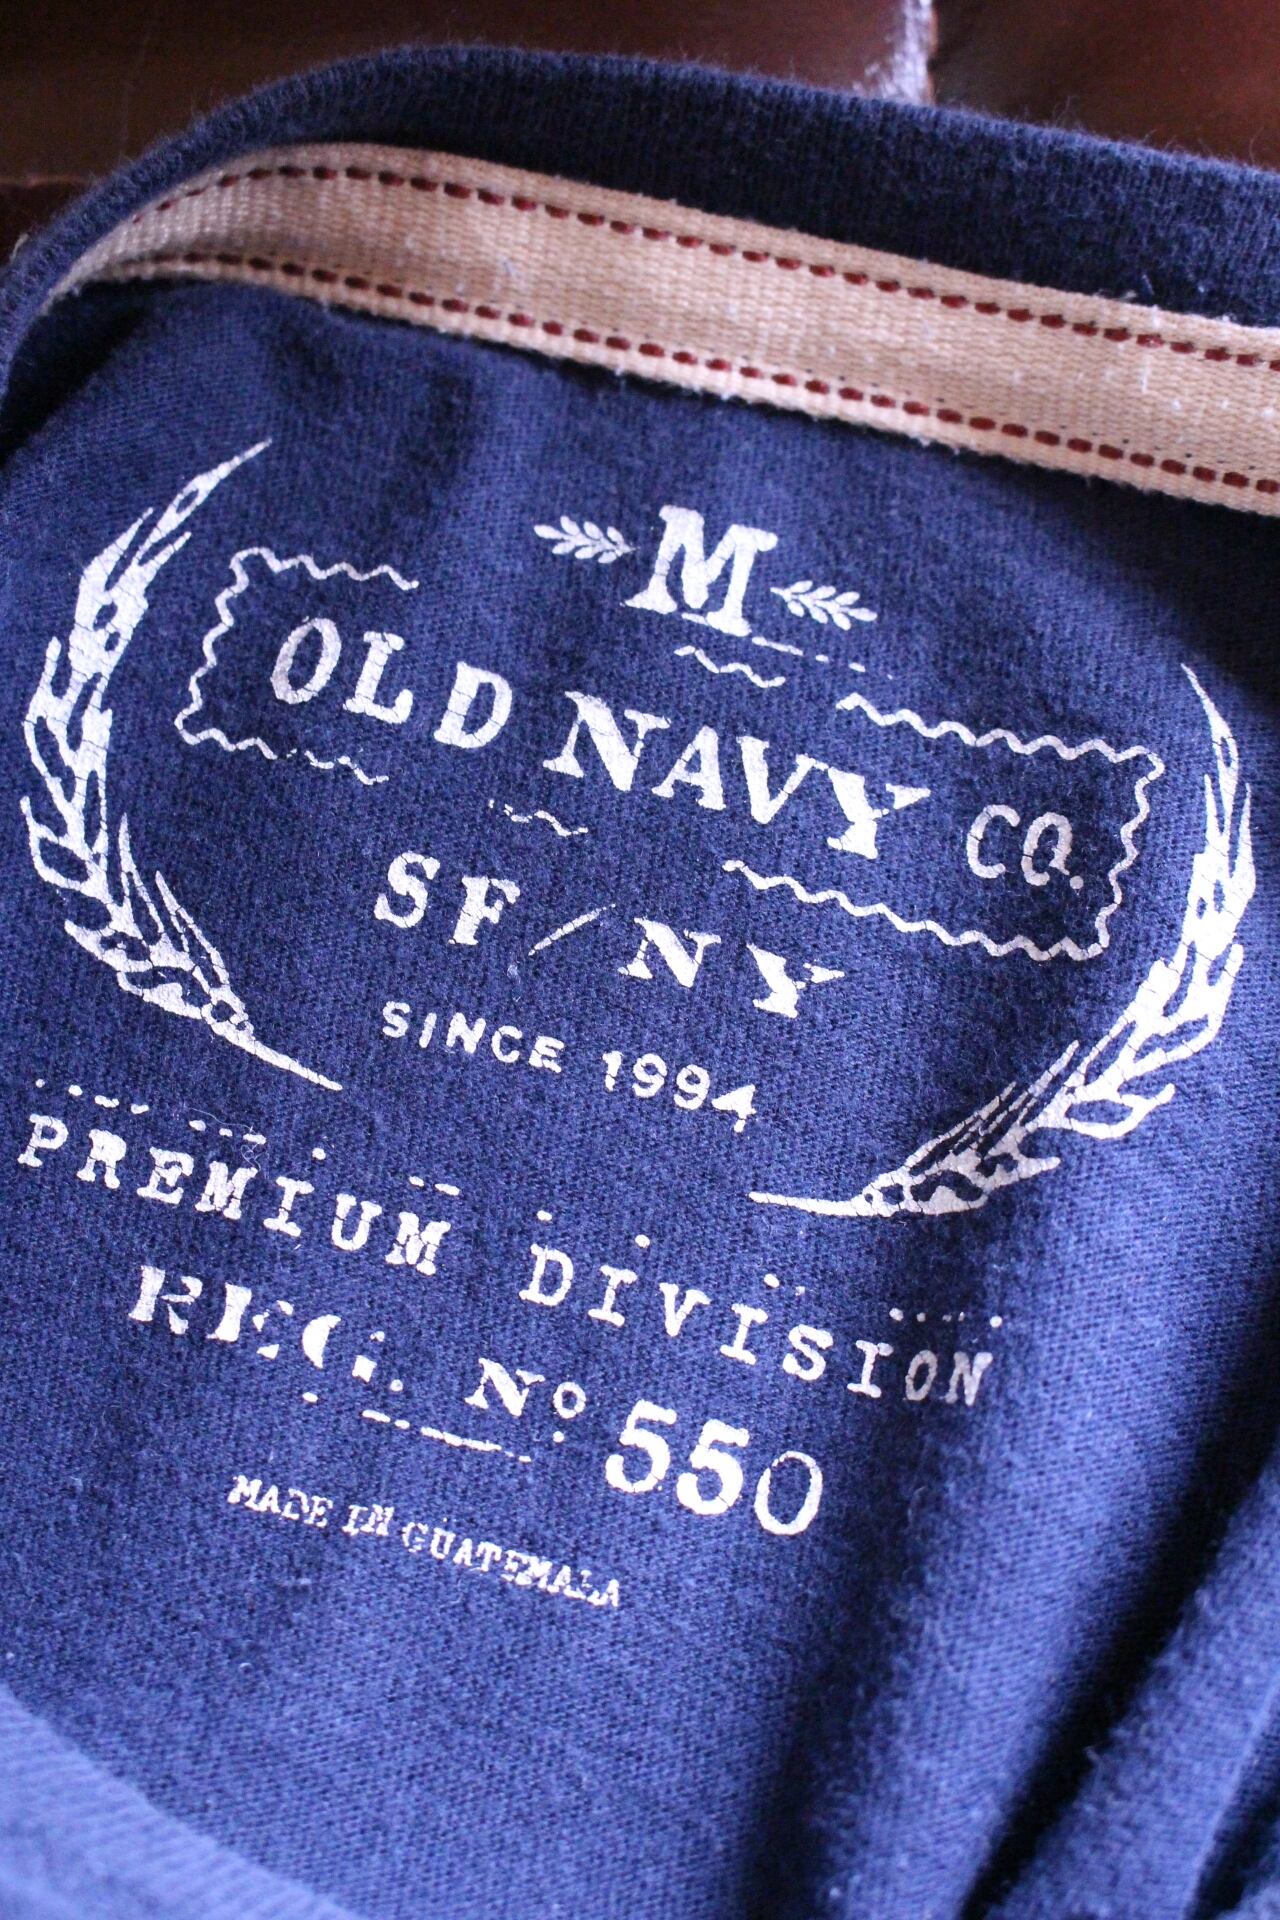 M
OLD NAVY CO.
SF/NY
SINCE 1994
PREMIUM DIVISION
REG. Nº 550
MADE IN GUATEMALA